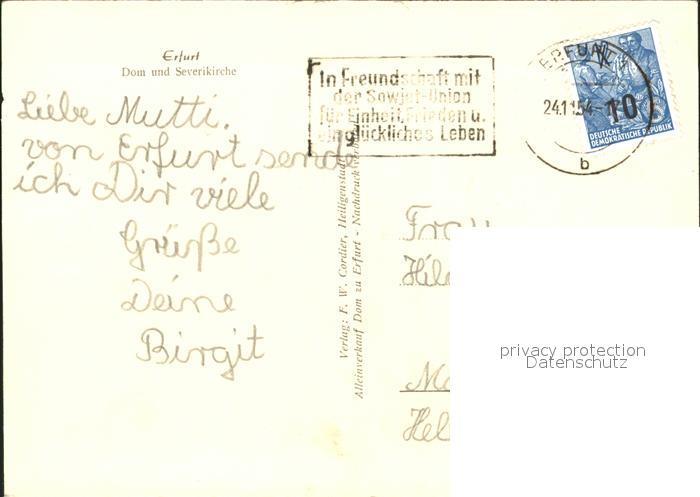 Erfurt
Dom und Severikirche
Liebe Mutti.
von Erfurt sende
ich Dir viele
Grüße
Deine
Birgit
In Freundschaft mit
der Sowjet-Union
für Einheit, Frieden u.
ein glückliches Leben
ERFURT
24.11.54
b
10
DEUTSCHE
DEMOKRATISCHE REPUBLIK
Verlag: F. W. Cordier, Heiligenstadt
Alleinverkauf Dom zu Erfurt - Nachdruck
Frau
privacy protection
Datenschutz